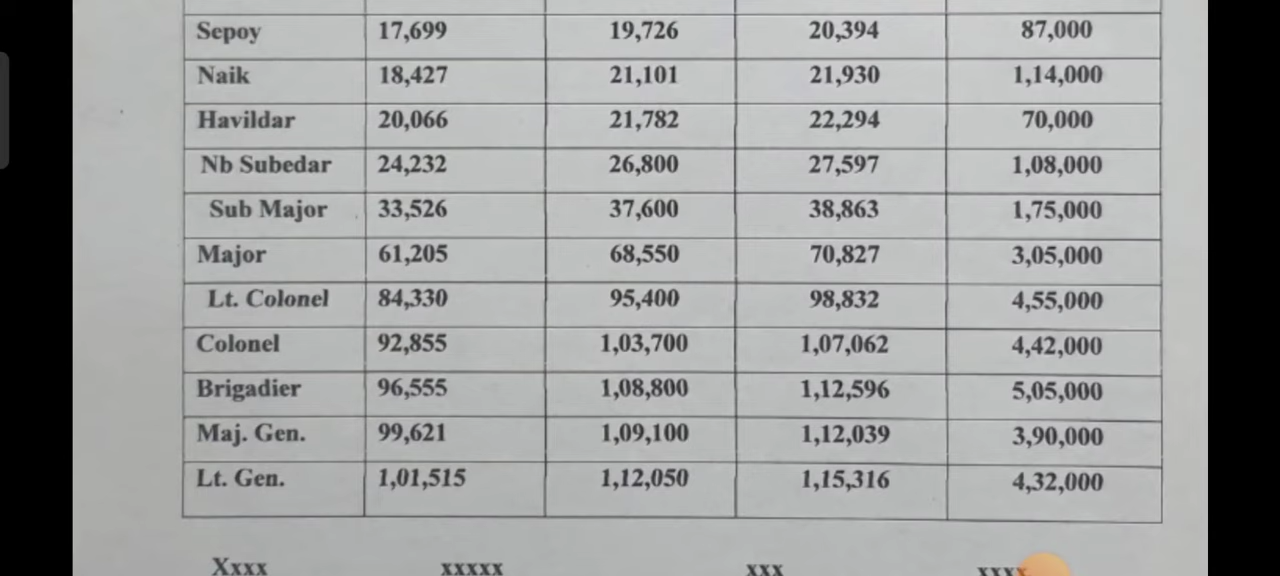 Sepoy 17,699 19,726 20,394 87,000
Naik 18,427 21,101 21,930 1,14,000
Havildar 20,066 21,782 22,294 70,000
Nb Subedar 24,232 26,800 27,597 1,08,000
Sub Major 33,526 37,600 38,863 1,75,000
Major 61,205 68,550 70,827 3,05,000
Lt. Colonel 84,330 95,400 98,832 4,55,000
Colonel 92,855 1,03,700 1,07,062 4,42,000
Brigadier 96,555 1,08,800 1,12,596 5,05,000
Maj. Gen. 99,621 1,09,100 1,12,039 3,90,000
Lt. Gen. 1,01,515 1,12,050 1,15,316 4,32,000
Xxxx xxxxx xxx xxxx